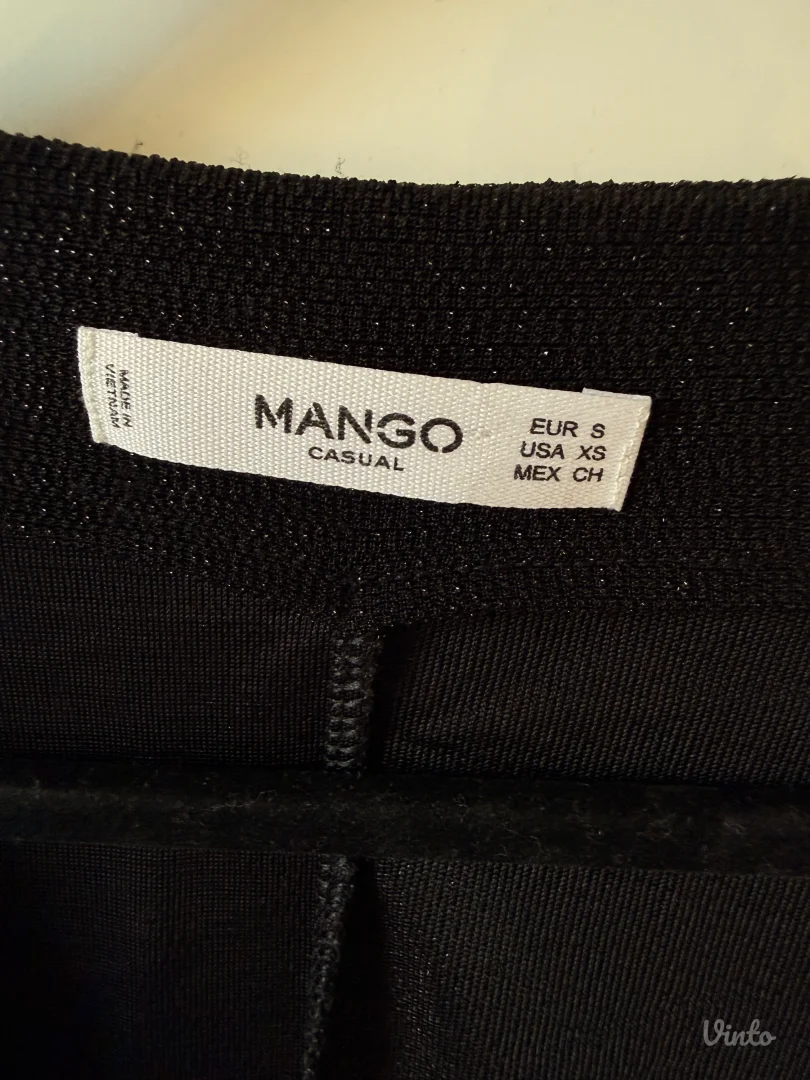 MADE IN
VIETNAM
MANGO
CASUAL
EUR S
USA XS
MEX CH
Vinto